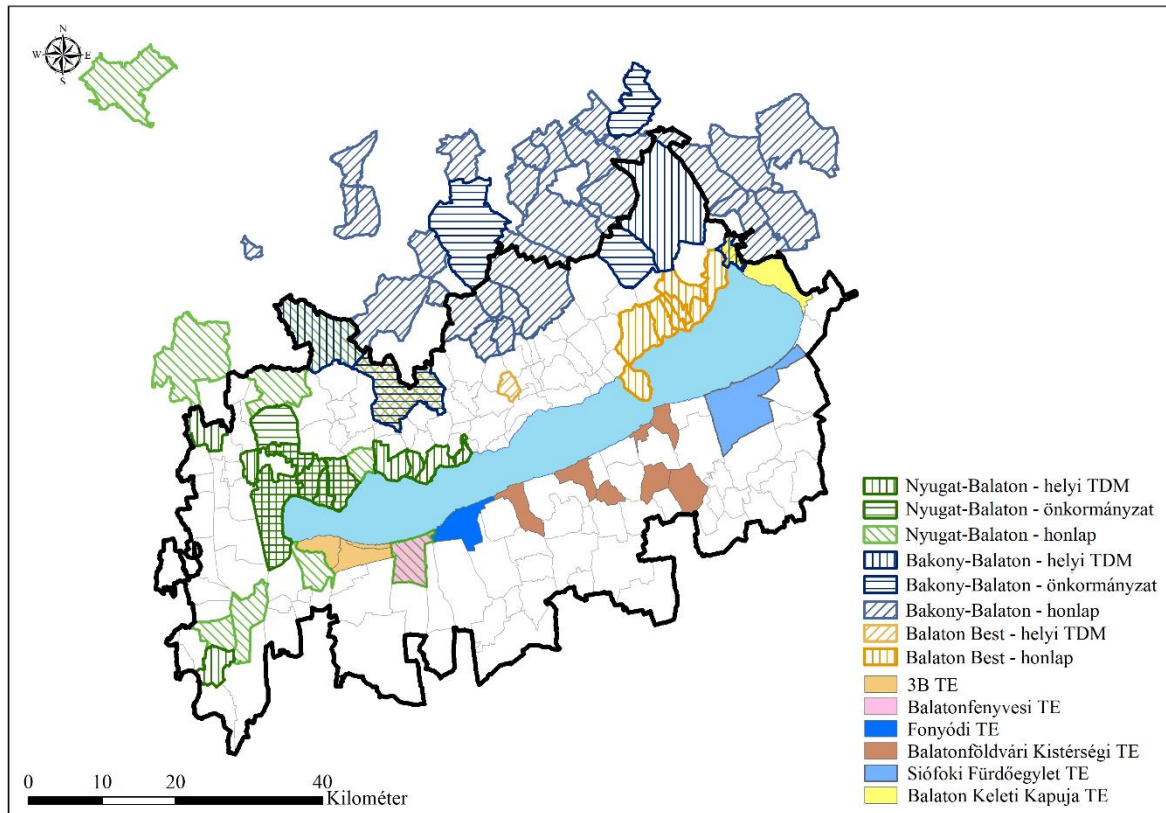 N
W E
S
Nyugat-Balaton - helyi TDM
Nyugat-Balaton - önkormányzat
Nyugat-Balaton - honlap
Bakony-Balaton - helyi TDM
Bakony-Balaton - önkormányzat
Bakony-Balaton - honlap
Balaton Best - helyi TDM
Balaton Best - honlap
3B TE
Balatonfenyvesi TE
Fonyódi TE
Balatonföldvári Kistérségi TE
Siófoki Fürdőegylet TE
Balaton Keleti Kapuja TE
0 10 20 40
Kilométer